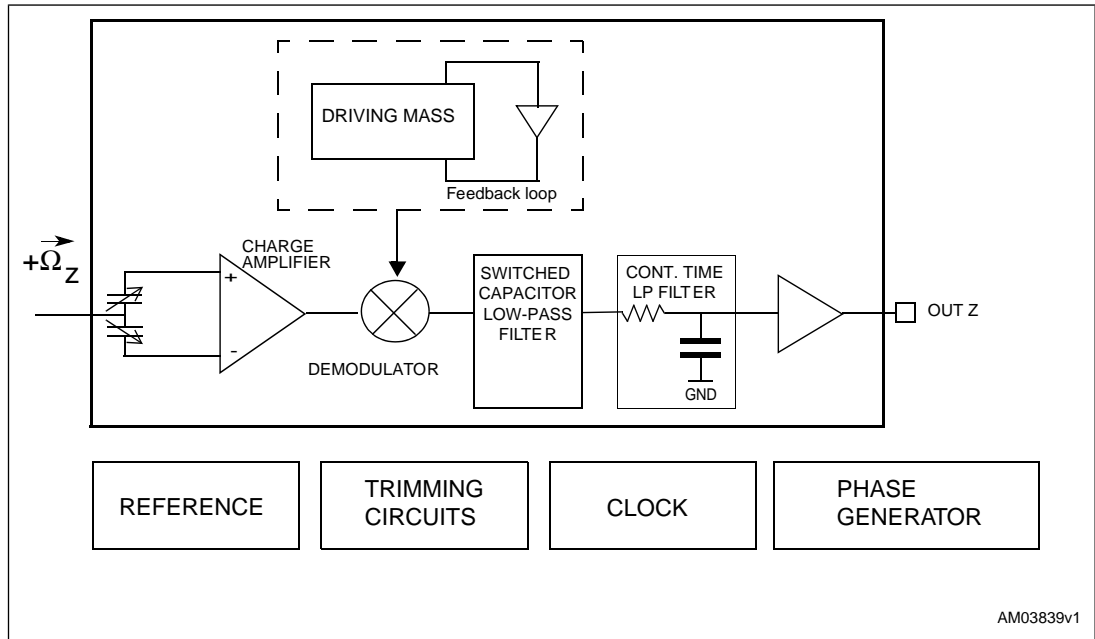 DRIVING MASS
Feedback loop
+Ω
Z
CHARGE
AMPLIFIER
+
-
DEMODULATOR
SWITCHED
CAPACITOR
LOW-PASS
FILTER
CONT. TIME
LP FILTER
GND
OUT Z
REFERENCE
TRIMMING
CIRCUITS
CLOCK
PHASE
GENERATOR
AM03839v1